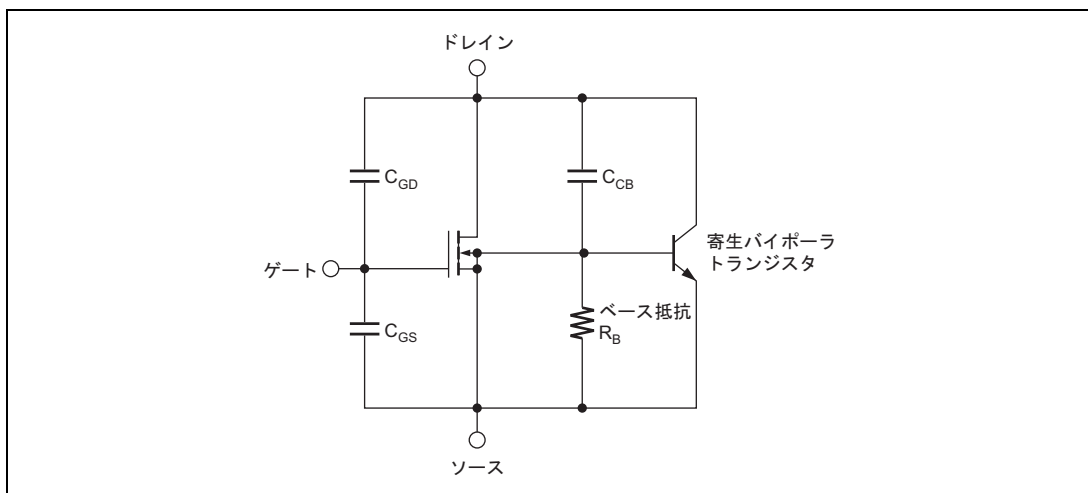 ドレイン
C_GD
C_CB
寄生バイポーラ
トランジスタ
ゲート
ベース抵抗
R_B
C_GS
ソース